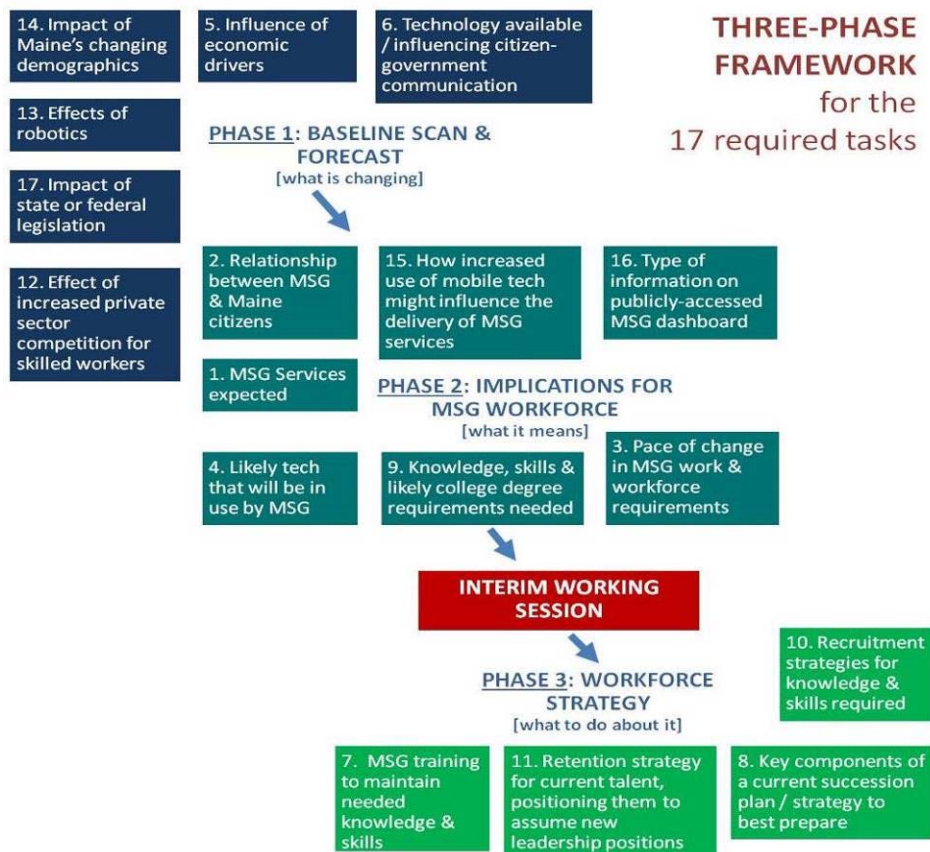 14. Impact of
Maine's changing
demographics
5. Influence of
economic
drivers
6. Technology available
/ influencing citizen-
government
communication
THREE-PHASE
FRAMEWORK
for the
17 required tasks
13. Effects of
robotics
PHASE 1: BASELINE SCAN &
FORECAST
[what is changing]
17. Impact of
state or federal
legislation
12. Effect of
increased private
sector
competition for
skilled workers
2. Relationship
between MSG
& Maine
citizens
15. How increased
use of mobile tech
might influence the
delivery of MSG
services
16. Type of
information on
publicly-accessed
MSG dashboard
1. MSG Services
expected
PHASE 2: IMPLICATIONS FOR
MSG WORKFORCE
[what it means]
4. Likely tech
that will be in
use by MSG
9. Knowledge, skills &
likely college degree
requirements needed
3. Pace of change
in MSG work &
workforce
requirements
INTERIM WORKING
SESSION
10. Recruitment
strategies for
knowledge &
skills required
PHASE 3: WORKFORCE
STRATEGY
[what to do about it]
7. MSG training
to maintain
needed
knowledge &
skills
11. Retention strategy
for current talent,
positioning them to
assume new
leadership positions
8. Key components of
a current succession
plan / strategy to
best prepare